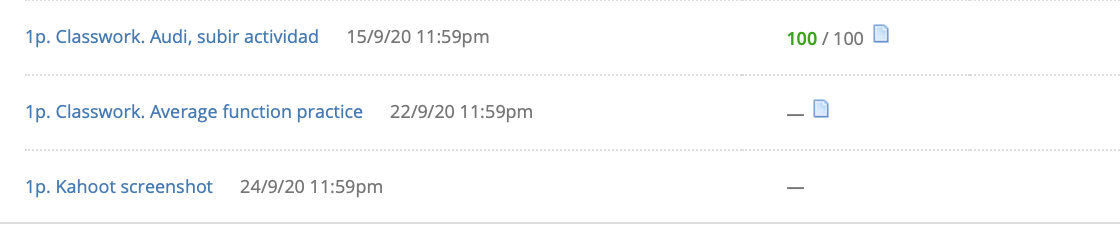 1p. Classwork. Audi, subir actividad 15/9/20 11:59pm 100 / 100
1p. Classwork. Average function practice 22/9/20 11:59pm —
1p. Kahoot screenshot 24/9/20 11:59pm —